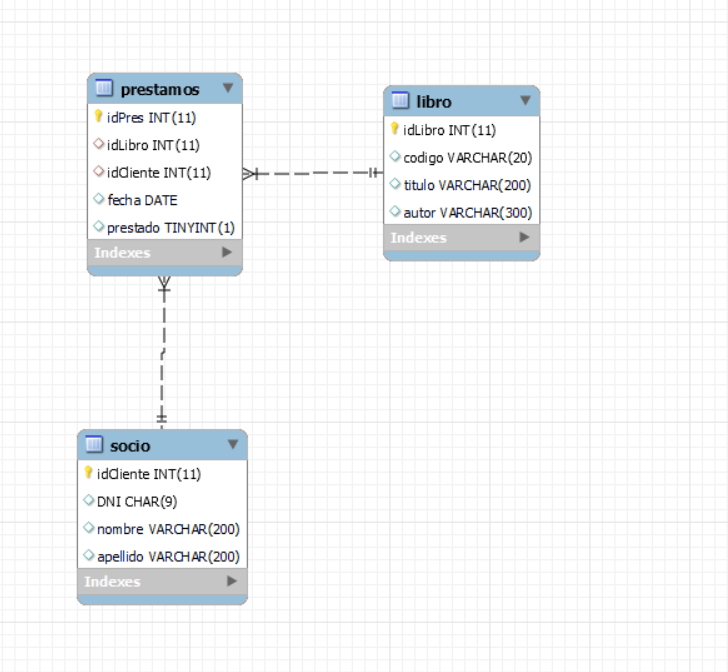 prestamos
idPres INT(11)
idLibro INT(11)
idCliente INT(11)
fecha DATE
prestado TINYINT(1)
Indexes
libro
idLibro INT(11)
codigo VARCHAR(20)
titulo VARCHAR(200)
autor VARCHAR(300)
Indexes
socio
idCliente INT(11)
DNI CHAR(9)
nombre VARCHAR(200)
apellido VARCHAR(200)
Indexes